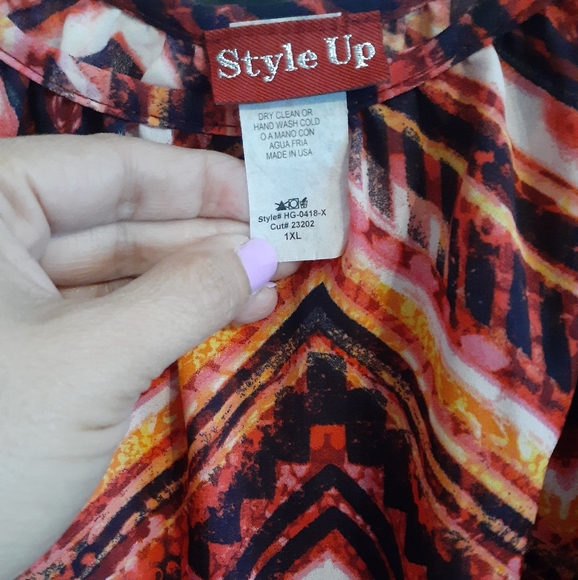 Style Up
DRY CLEAN OR
HAND WASH COLD
O A MANO CON
AGUA FRIA
MADE IN USA
Style# HG-0418-X
Cut# 23202
1XL